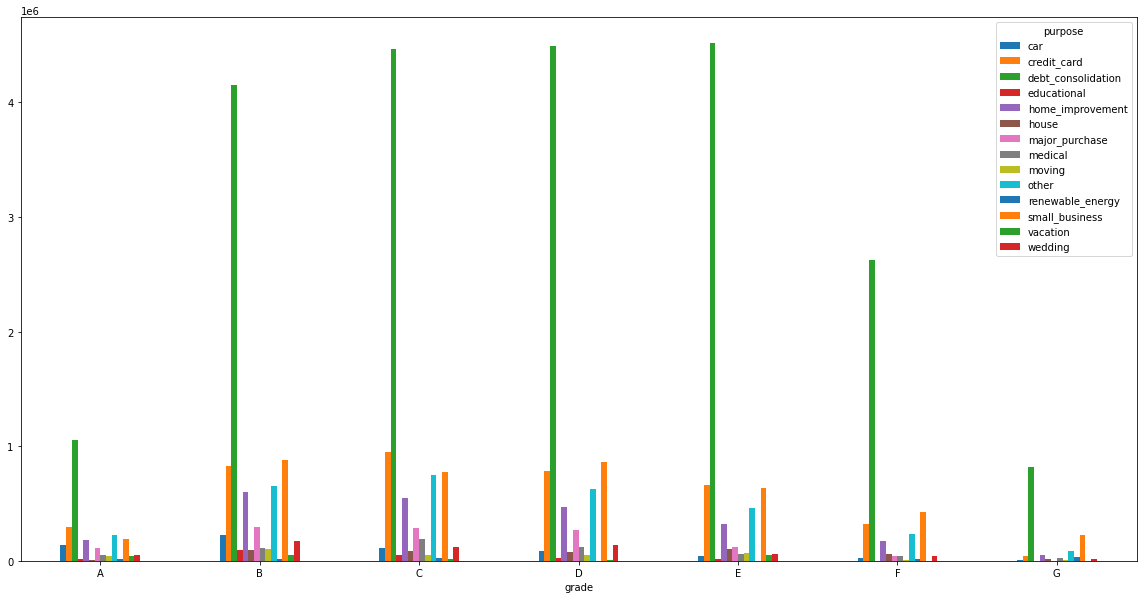 1e6
4
3
2
1
0
A B C D E F G
grade
purpose
car
credit_card
debt_consolidation
educational
home_improvement
house
major_purchase
medical
moving
other
renewable_energy
small_business
vacation
wedding